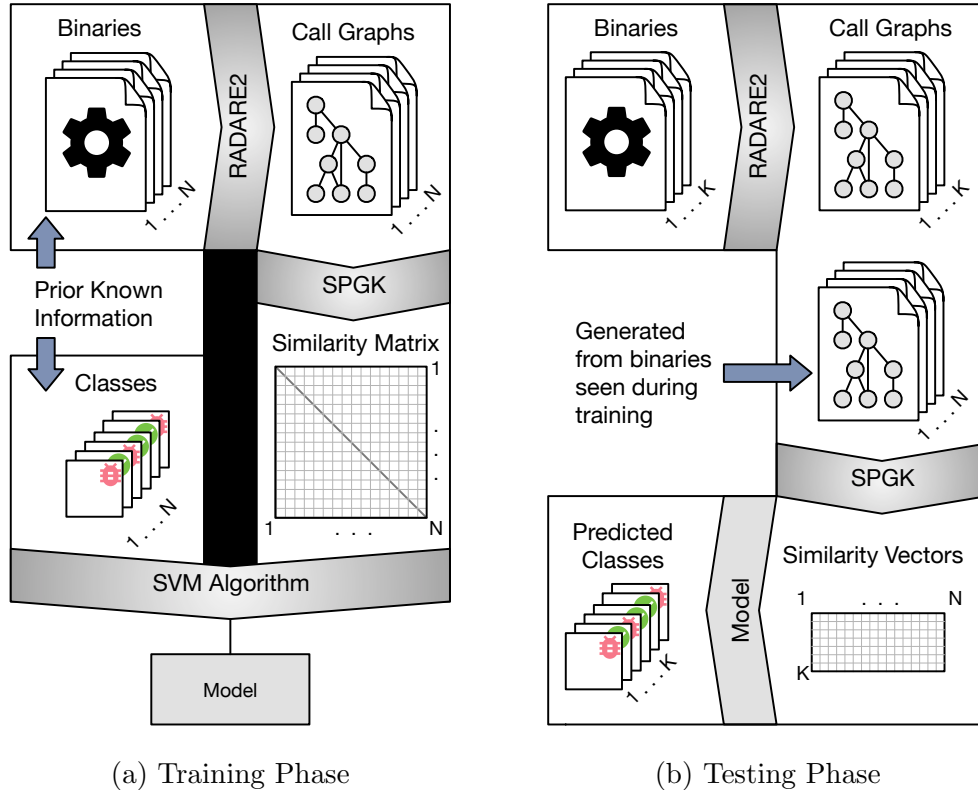 Binaries
1 . . . N
RADARE2
Call Graphs
1 . . . N
Prior Known
Information
SPGK
Classes
1 . . . N
Similarity Matrix
1
. . .
1 . . . N
SVM Algorithm
Model
(a) Training Phase
Binaries
1 . . . K
RADARE2
Call Graphs
1 . . . K
Generated
from binaries
seen during
training
1 . . . N
SPGK
Predicted
Classes
1 . . . K
Model
Similarity Vectors
1 . . . N
K
(b) Testing Phase